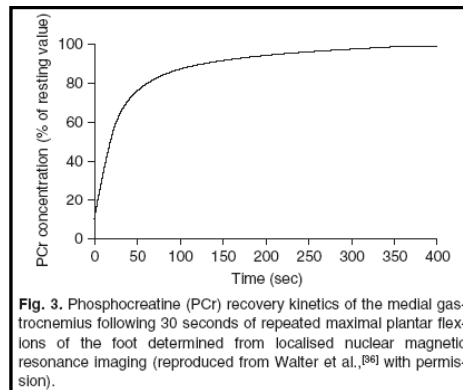 PCr concentration (% of resting value)
100
80
60
40
20
0
0 50 100 150 200 250 300 350 400
Time (sec)
Fig. 3. Phosphocreatine (PCr) recovery kinetics of the medial gas-
trocnemius following 30 seconds of repeated maximal plantar flex-
ions of the foot determined from localised nuclear magnetic
resonance imaging (reproduced from Walter et al.,[36] with permis-
sion).